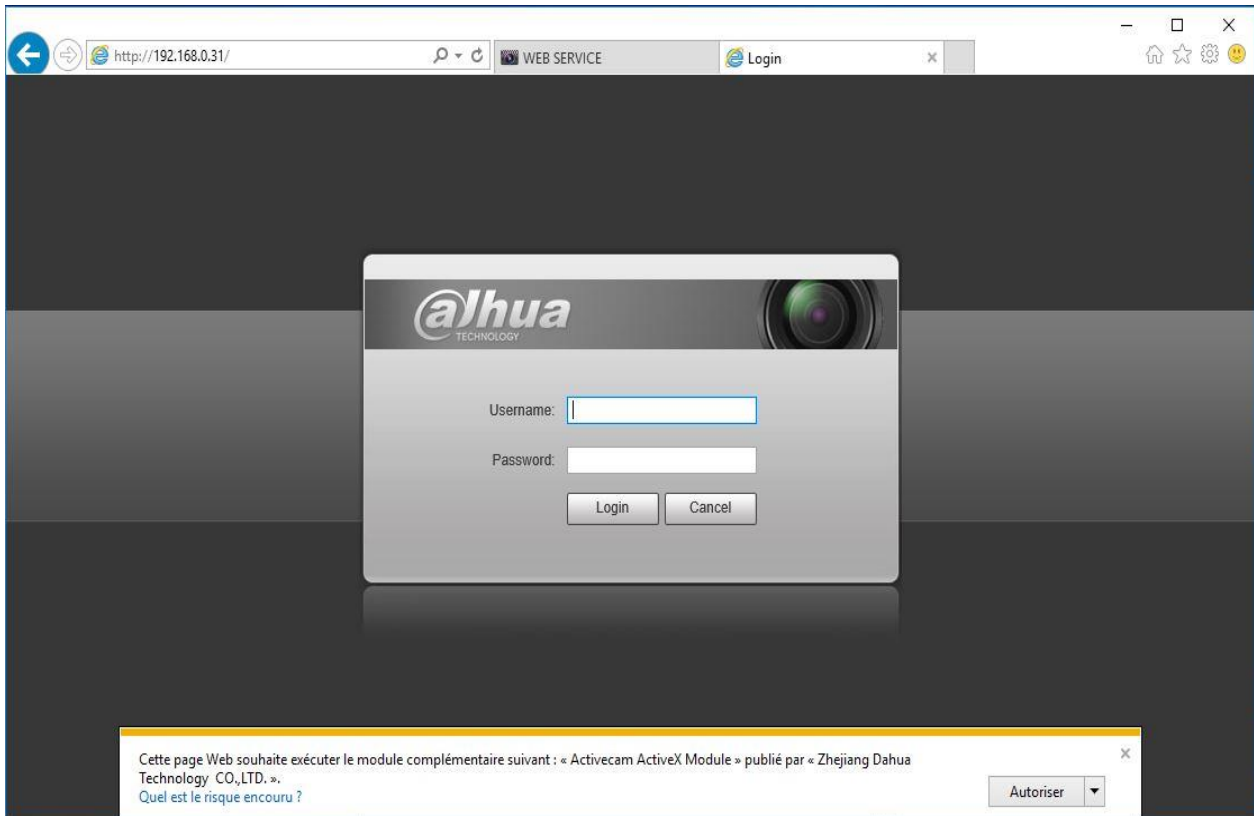 http://192.168.0.31/
WEB SERVICE
Login
alhua
TECHNOLOGY
Username:
Password:
Login Cancel
Cette page Web souhaite exécuter le module complémentaire suivant : « Activecam ActiveX Module » publié par « Zhejiang Dahua
Technology CO.,LTD. ».
Quel est le risque encouru ?
Autoriser